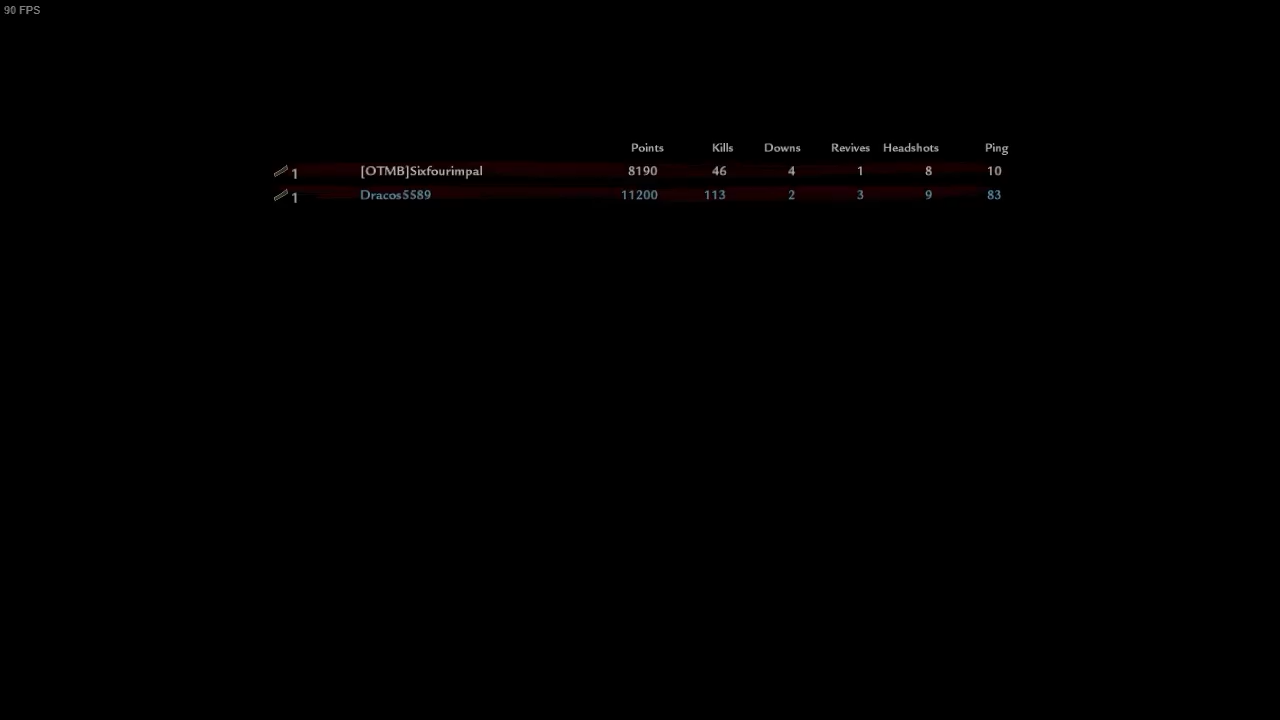 90 FPS
Points Kills Downs Revives Headshots Ping
1 [OTMB]Sixfourimpal 8190 46 4 1 8 10
1 Dracos5589 11200 113 2 3 9 83